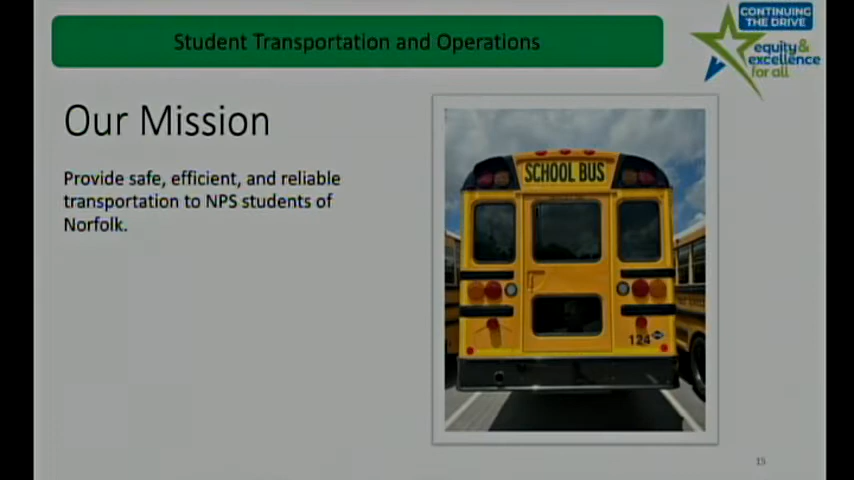 Student Transportation and Operations
CONTINUING
THE DRIVE
equity &
excellence
for all
Our Mission
Provide safe, efficient, and reliable
transportation to NPS students of
Norfolk.
SCHOOL BUS
124
15